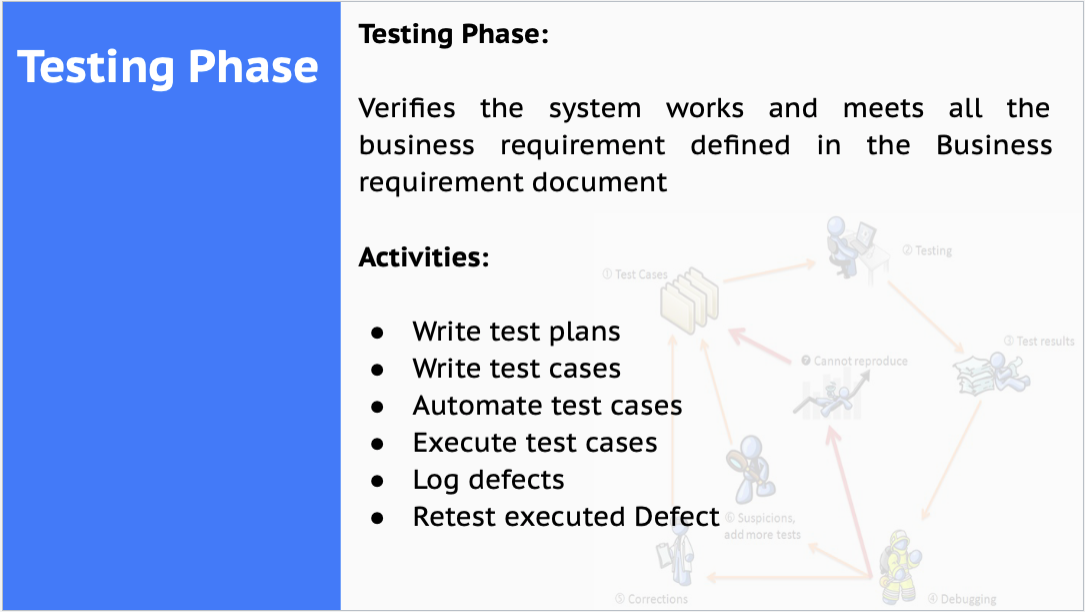 Testing Phase
Testing Phase:
Verifies the system works and meets all the
business requirement defined in the Business
requirement document
Activities:
● Write test plans
● Write test cases
● Automate test cases
● Execute test cases
● Log defects
● Retest executed Defect
① Test Cases
② Testing
③ Test results
❼ Cannot reproduce
⑥ Suspicions,
add more tests
⑤ Corrections
④ Debugging